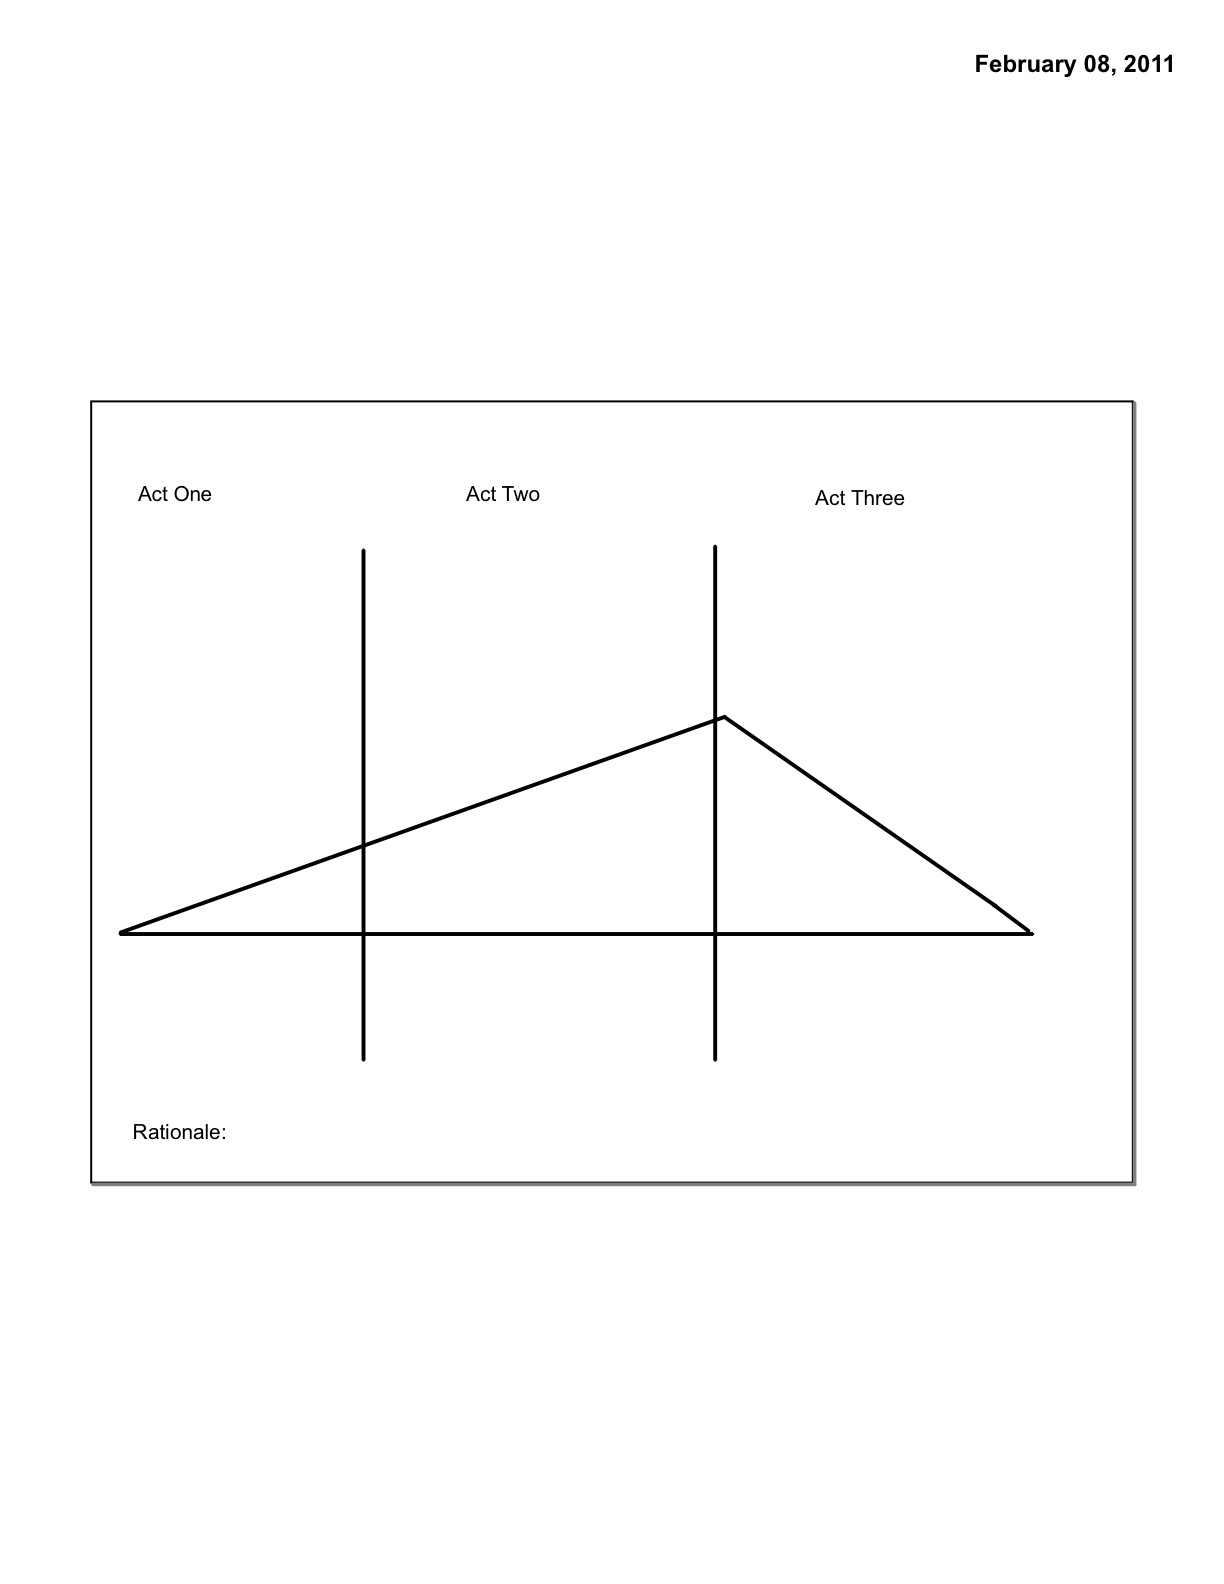 February 08, 2011
Act One
Act Two
Act Three
Rationale: